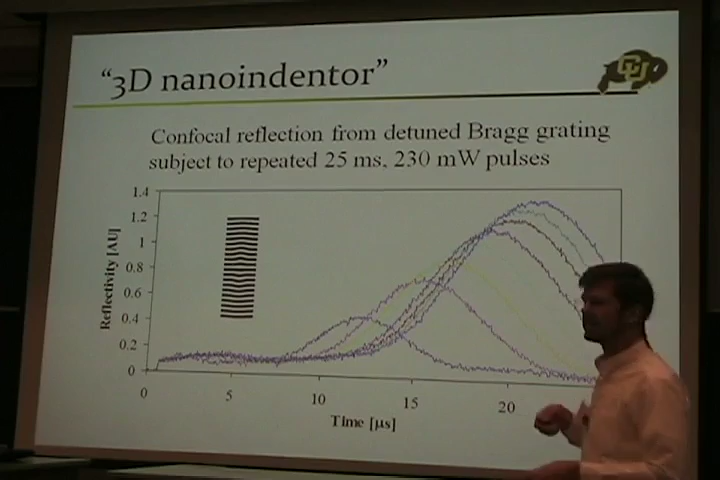 "3D nanoindentor"
CU
Confocal reflection from detuned Bragg grating
subject to repeated 25 ms, 230 mW pulses
1.4
1.2
1
0.8
0.6
0.4
0.2
0
Reflectivity [AU]
0 5 10 15 20
Time [µs]